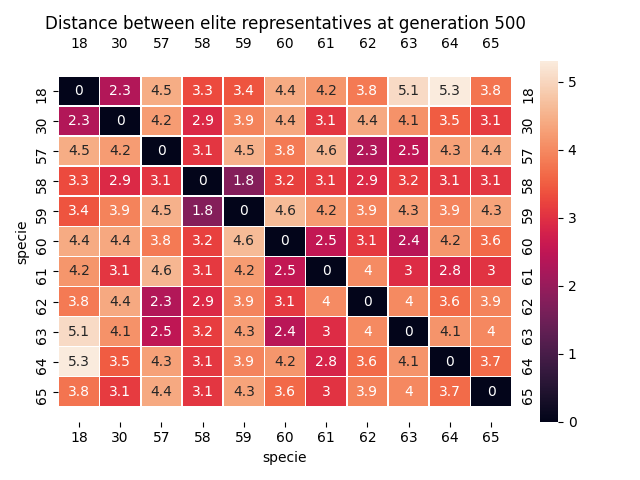 Distance between elite representatives at generation 500
18 30 57 58 59 60 61 62 63 64 65
18 0 2.3 4.5 3.3 3.4 4.4 4.2 3.8 5.1 5.3 3.8 18
30 2.3 0 4.2 2.9 3.9 4.4 3.1 4.4 4.1 3.5 3.1 30
57 4.5 4.2 0 3.1 4.5 3.8 4.6 2.3 2.5 4.3 4.4 57
58 3.3 2.9 3.1 0 1.8 3.2 3.1 2.9 3.2 3.1 3.1 58
59 3.4 3.9 4.5 1.8 0 4.6 4.2 3.9 4.3 3.9 4.3 59
60 4.4 4.4 3.8 3.2 4.6 0 2.5 3.1 2.4 4.2 3.6 60
61 4.2 3.1 4.6 3.1 4.2 2.5 0 4 3 2.8 3 61
62 3.8 4.4 2.3 2.9 3.9 3.1 4 0 4 3.6 3.9 62
63 5.1 4.1 2.5 3.2 4.3 2.4 3 4 0 4.1 4 63
64 5.3 3.5 4.3 3.1 3.9 4.2 2.8 3.6 4.1 0 3.7 64
65 3.8 3.1 4.4 3.1 4.3 3.6 3 3.9 4 3.7 0 65
18 30 57 58 59 60 61 62 63 64 65
specie
specie
5
4
3
2
1
0